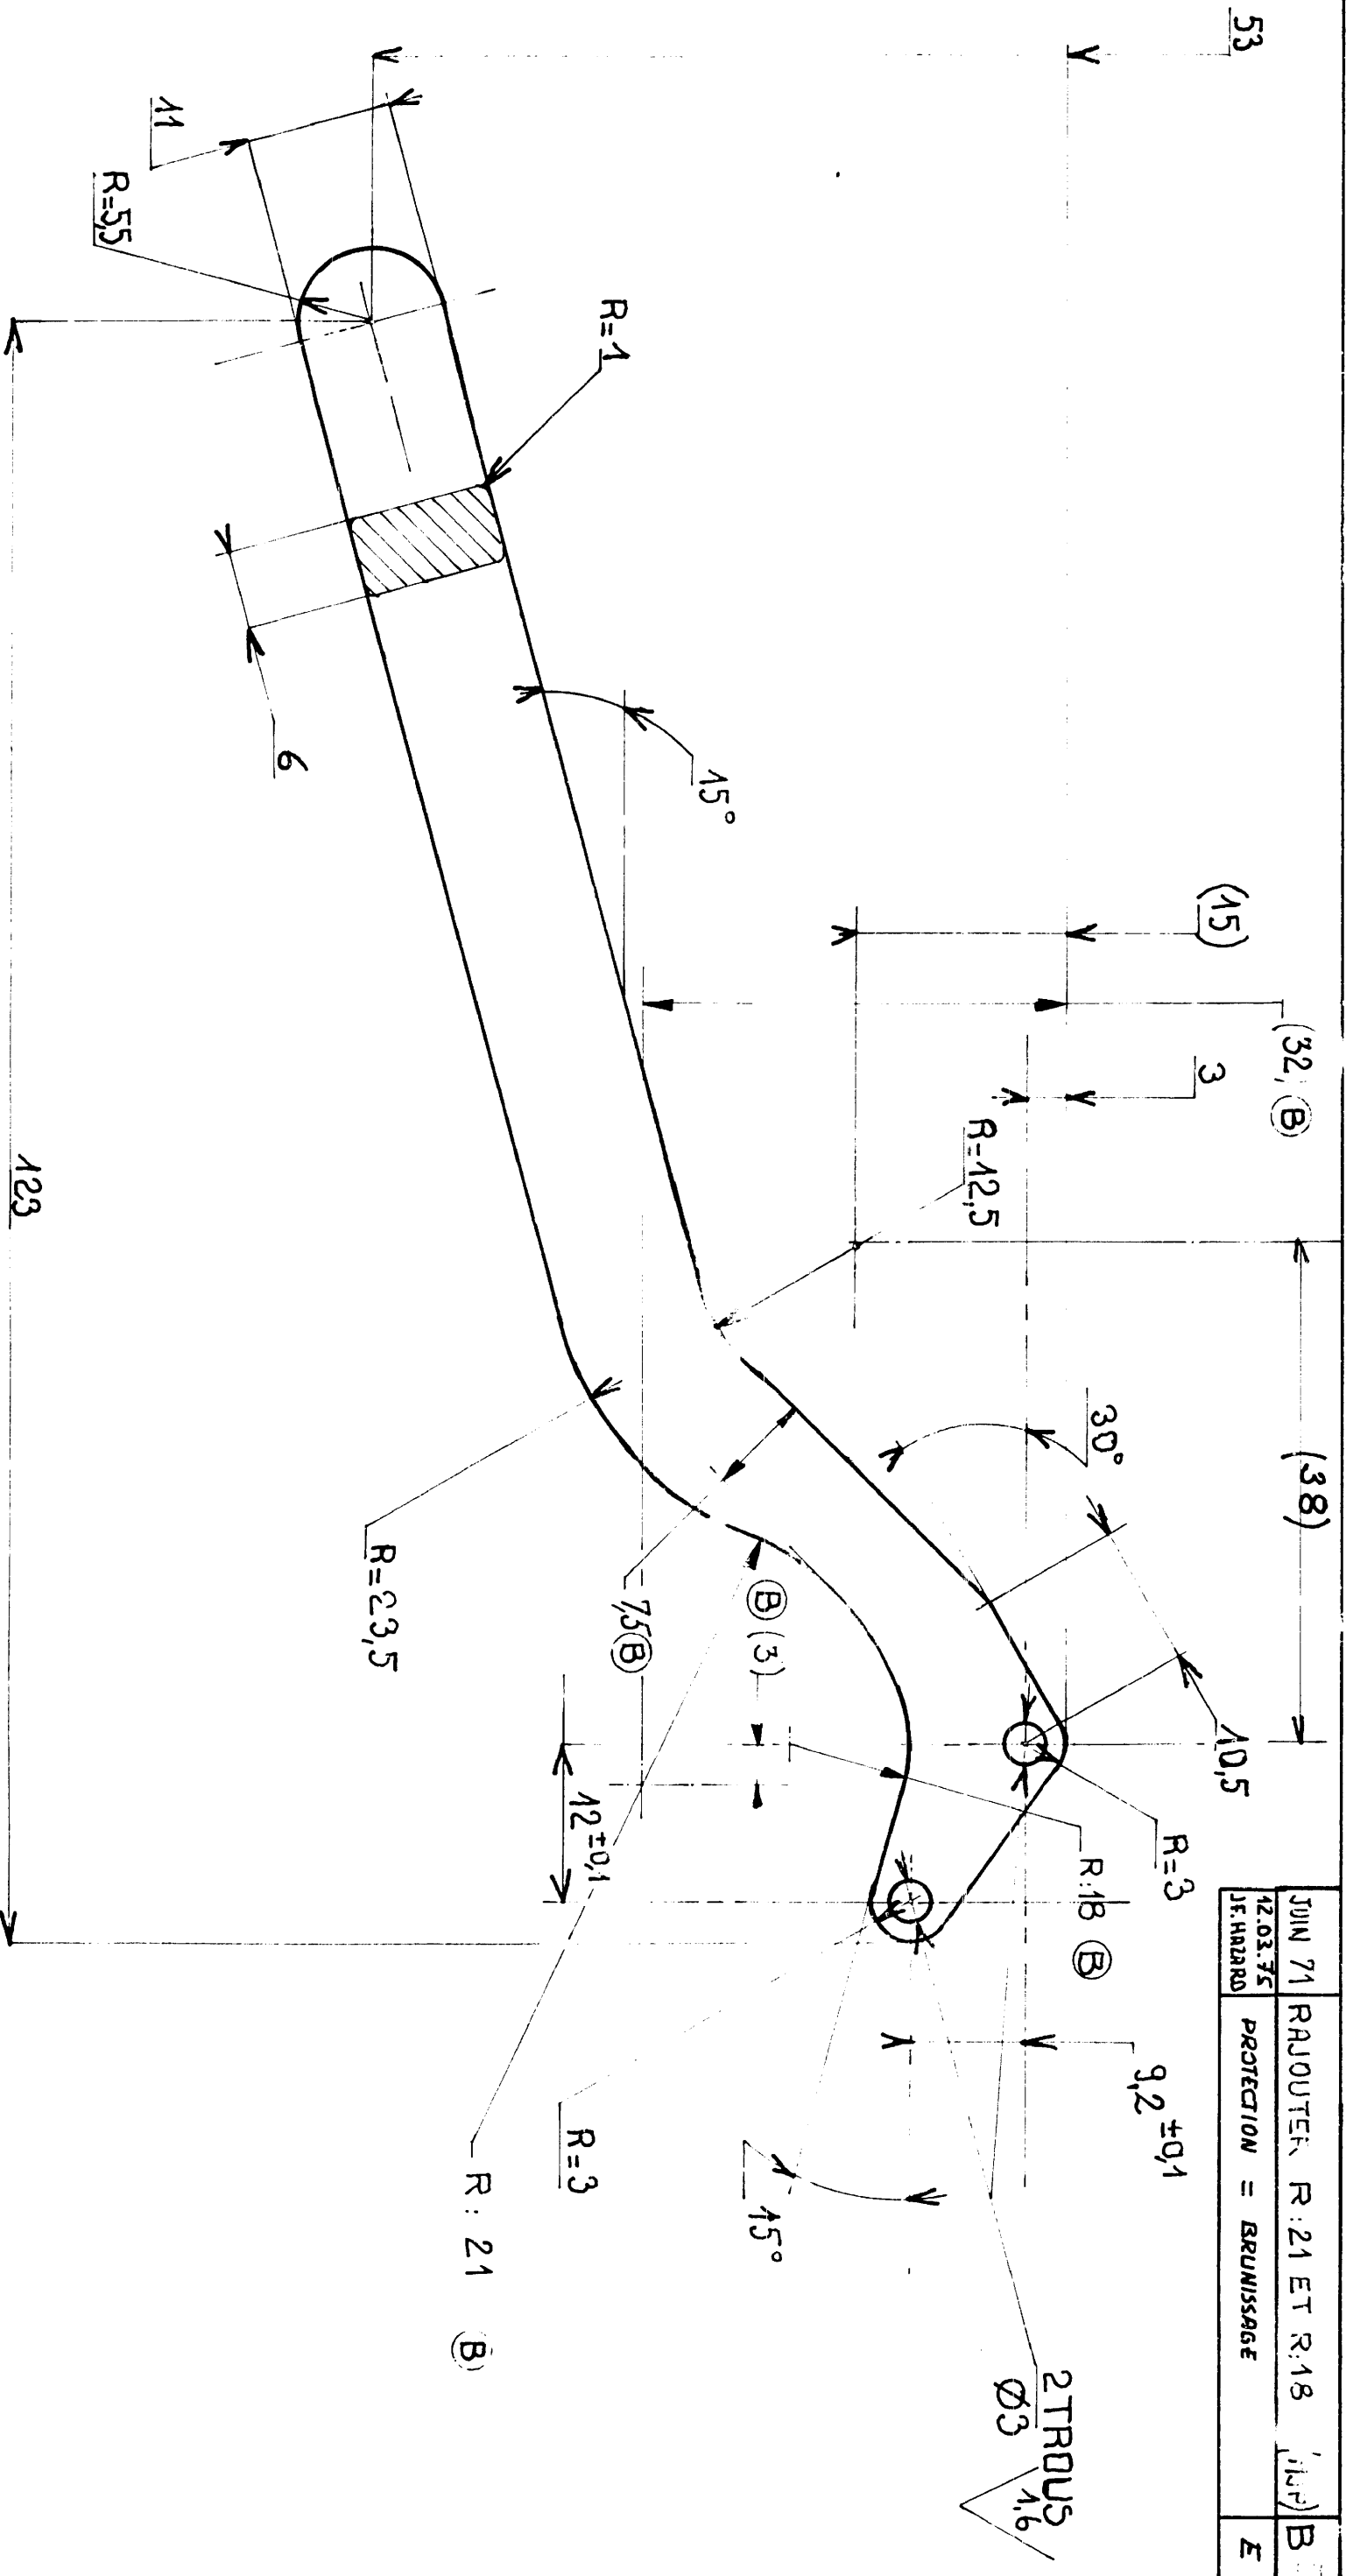 53
11
R=5,5
R=1
6
15°
(15)
(32, B
3
R=12,5
(38)
30°
10,5
R=3
R:18 B
R=23,5
7,5 B
B (3)
12 ±0,1
123
9,2 ±0,1
15°
R=3
R: 21 B
2 TROUS
Ø3
1,6
JUIN 71 RAJOUTER R:21 ET R:18 B
12.03.75
J.F. HAZARD
PROTECTION = BRUNISSAGE E